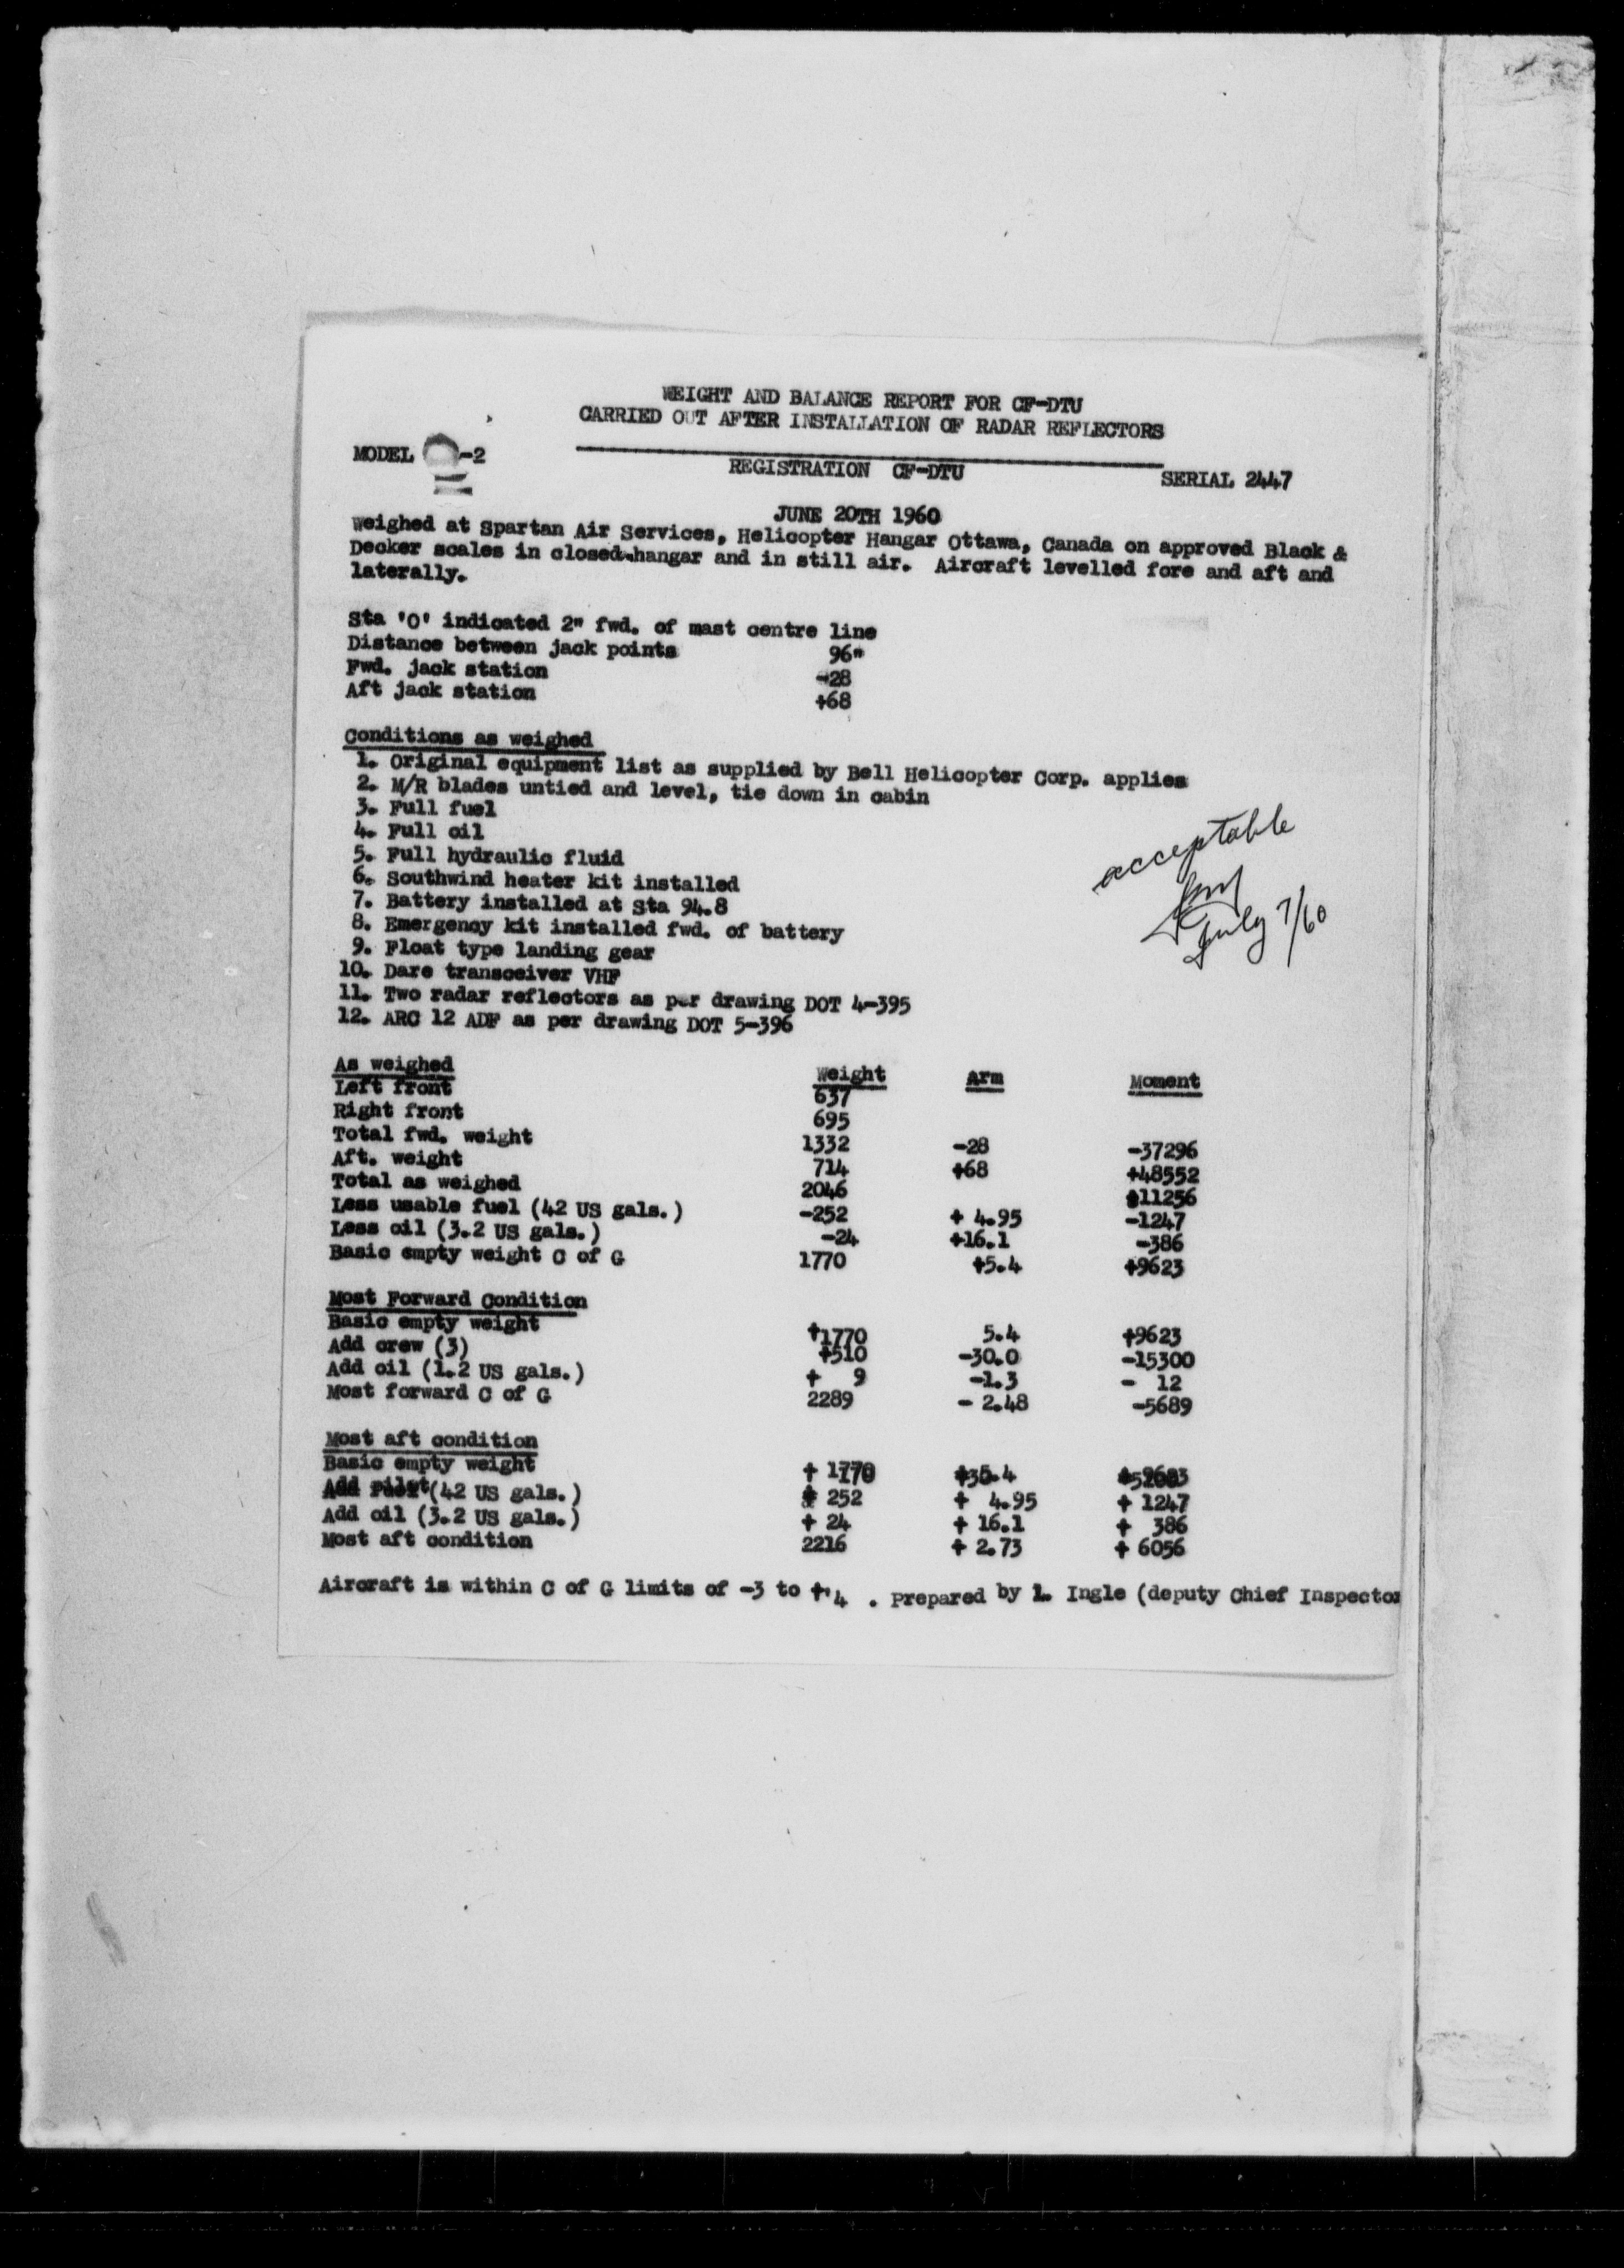 WEIGHT AND BALANCE REPORT FOR CF-DTU
CARRIED OUT AFTER INSTALLATION OF RADAR REFLECTORS
MODEL -2 REGISTRATION CF-DTU SERIAL 2447
JUNE 20TH 1960
Weighed at Spartan Air Services, Helicopter Hangar Ottawa, Canada on approved Black &
Decker scales in closed hangar and in still air. Aircraft levelled fore and aft and
laterally.
Sta '0' indicated 2" fwd. of mast centre line
Distance between jack points 96"
Fwd. jack station -28
Aft jack station +68
Conditions as weighed
1. Original equipment list as supplied by Bell Helicopter Corp. applies
2. M/R blades untied and level, tie down in cabin
3. Full fuel
4. Full oil
5. Full hydraulic fluid
6. Southwind heater kit installed
7. Battery installed at Sta 94.8
8. Emergency kit installed fwd. of battery
9. Float type landing gear
10. Dare transceiver VHF
11. Two radar reflectors as per drawing DOT 4-395
12. ARC 12 ADF as per drawing DOT 5-396
acceptable
July 7/60
As weighed Weight Arm Moment
Left front 637
Right front 695
Total fwd. weight 1332 -28 -37296
Aft. weight 714 +68 +48552
Total as weighed 2046 11256
Less usable fuel (42 US gals.) -252 + 4.95 -1247
Less oil (3.2 US gals.) -24 +16.1 -386
Basic empty weight C of G 1770 +5.4 +9623
Most Forward Condition
Basic empty weight +1770 5.4 +9623
Add crew (3) +510 -30.0 -15300
Add oil (1.2 US gals.) + 9 -1.3 - 12
Most forward C of G 2289 - 2.48 -5689
Most aft condition
Basic empty weight + 
Add (42 US gals.) 252 + 4.95 + 1247
Add oil (3.2 US gals.) + 24 + 16.1 + 386
Most aft condition 2216 + 2.73 + 6056
Aircraft is within C of G limits of -3 to + 4 . Prepared by Ingle (deputy Chief Inspector